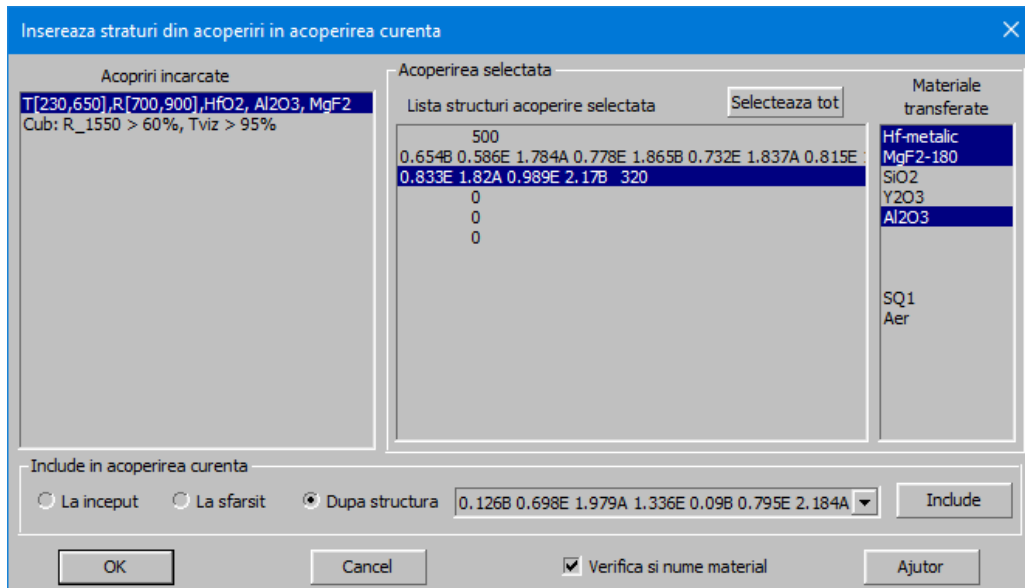 Insereaza straturi din acoperiri in acoperirea curenta
Acopriri incarcate
T[230,650],R[700,900],HfO2, Al2O3, MgF2
Cub: R_1550 > 60%, Tviz > 95%
Acoperirea selectata
Lista structuri acoperire selectata
Selecteaza tot
500
0.654B 0.586E 1.784A 0.778E 1.865B 0.732E 1.837A 0.815E
0.833E 1.82A 0.989E 2.17B 320
0
0
0
Materiale
transferate
Hf-metalic
MgF2-180
SiO2
Y2O3
Al2O3
SQ1
Aer
Include in acoperirea curenta
La inceput
La sfarsit
Dupa structura
0.126B 0.698E 1.979A 1.336E 0.09B 0.795E 2.184A
Include
OK
Cancel
Verifica si nume material
Ajutor